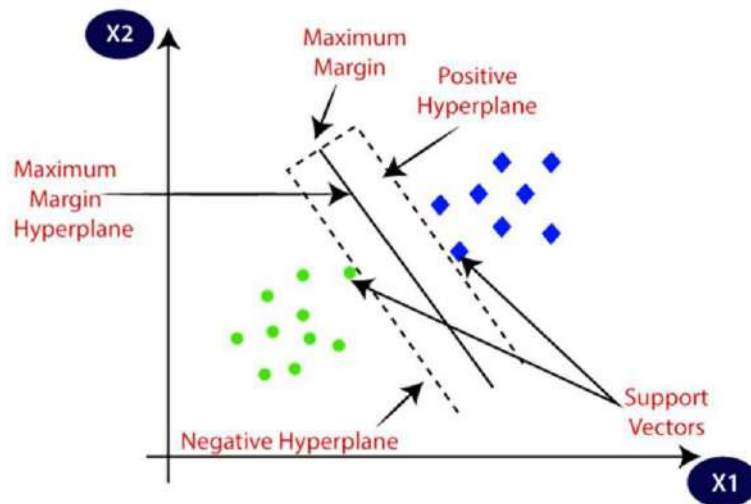 X2
Maximum
Margin
Positive
Hyperplane
Maximum
Margin
Hyperplane
Support
Vectors
Negative Hyperplane
X1